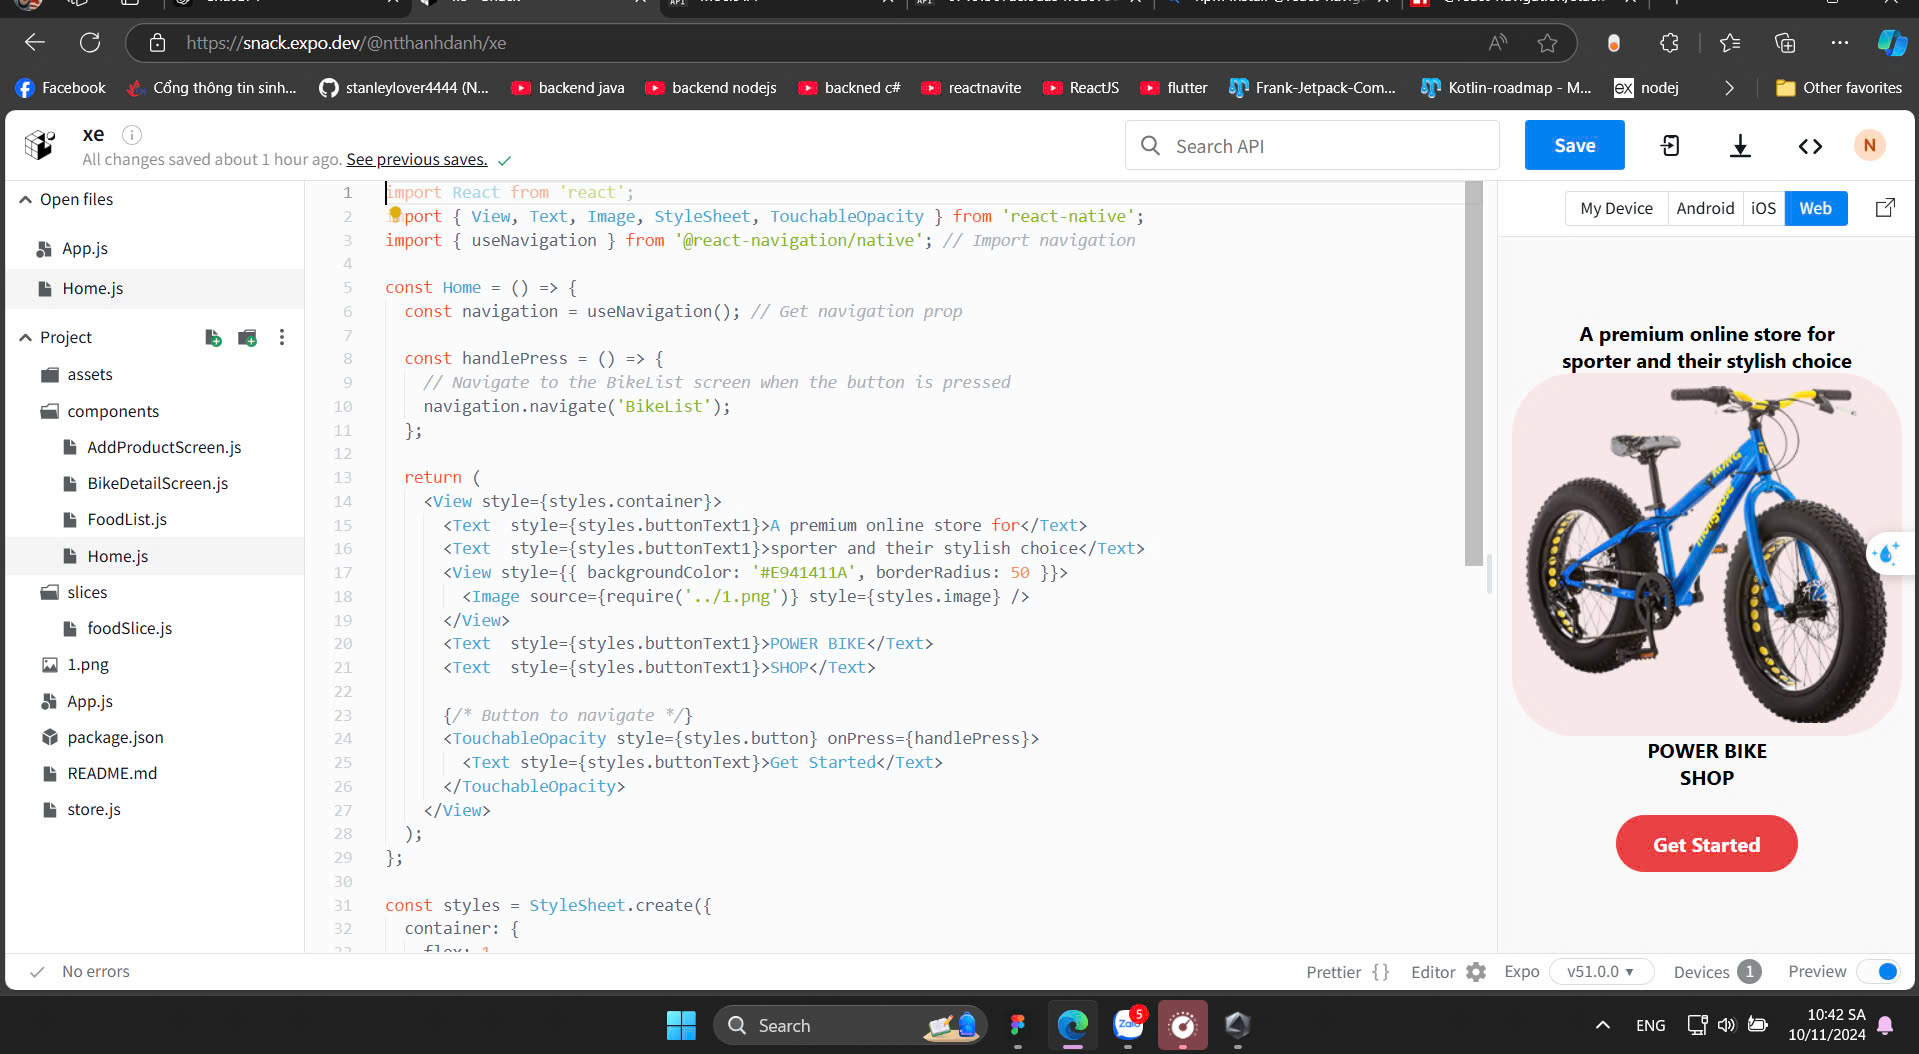 https://snack.expo.dev/@ntthanhdanh/xe
Facebook
Cổng thông tin sinh...
stanleylover4444 (N...
backend java
backend nodejs
backned c#
reactnavite
ReactJS
flutter
Frank-Jetpack-Com...
Kotlin-roadmap - M...
ex nodej
Other favorites
xe
All changes saved about 1 hour ago. See previous saves.
Search API
Save
N
Open files
App.js
Home.js
Project
assets
components
AddProductScreen.js
BikeDetailScreen.js
FoodList.js
Home.js
slices
foodSlice.js
1.png
App.js
package.json
README.md
store.js
1 import React from 'react';
2 import { View, Text, Image, StyleSheet, TouchableOpacity } from 'react-native';
3 import { useNavigation } from '@react-navigation/native'; // Import navigation
4
5 const Home = () => {
6 const navigation = useNavigation(); // Get navigation prop
7
8 const handlePress = () => {
9 // Navigate to the BikeList screen when the button is pressed
10 navigation.navigate('BikeList');
11 };
12
13 return (
14 <View style={styles.container}>
15 <Text  style={styles.buttonText1}>A premium online store for</Text>
16 <Text  style={styles.buttonText1}>sporter and their stylish choice</Text>
17 <View style={{ backgroundColor: '#E941411A', borderRadius: 50 }}>
18 <Image source={require('../1.png')} style={styles.image} />
19 </View>
20 <Text  style={styles.buttonText1}>POWER BIKE</Text>
21 <Text  style={styles.buttonText1}>SHOP</Text>
22
23 {/* Button to navigate */}
24 <TouchableOpacity style={styles.button} onPress={handlePress}>
25 <Text style={styles.buttonText}>Get Started</Text>
26 </TouchableOpacity>
27 </View>
28 );
29 };
30
31 const styles = StyleSheet.create({
32 container: {
33 flex: 1
My Device
Android
iOS
Web
A premium online store for
sporter and their stylish choice
POWER BIKE
SHOP
Get Started
No errors
Prettier { }
Editor
Expo
v51.0.0
Devices 1
Preview
Search
Zalo
5
ENG
10:42 SA
10/11/2024